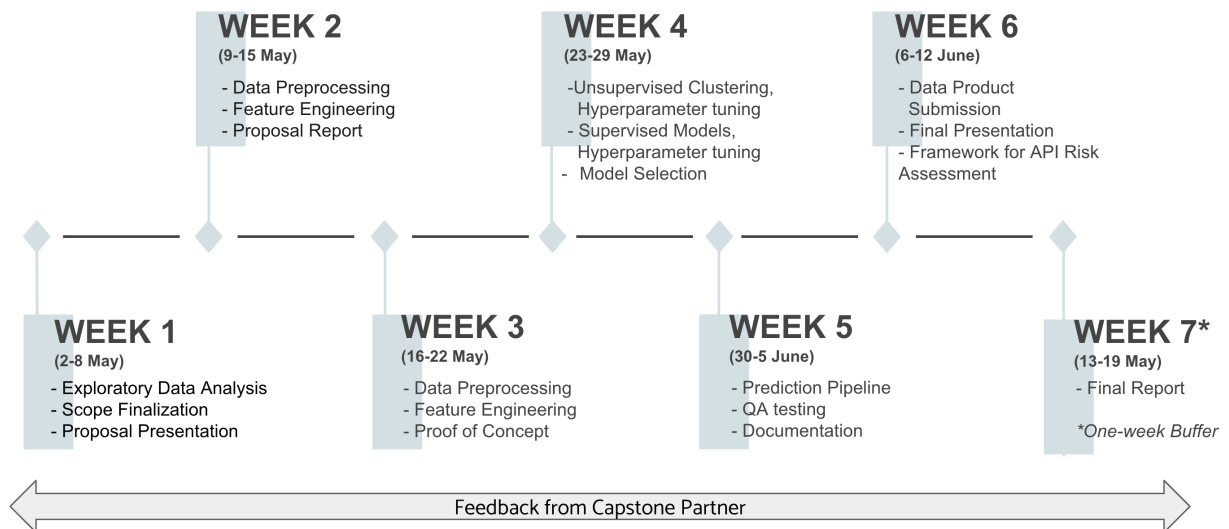 WEEK 2
(9-15 May)
- Data Preprocessing
- Feature Engineering
- Proposal Report
WEEK 4
(23-29 May)
-Unsupervised Clustering,
Hyperparameter tuning
- Supervised Models,
Hyperparameter tuning
- Model Selection
WEEK 6
(6-12 June)
- Data Product
Submission
- Final Presentation
- Framework for API Risk
Assessment
WEEK 1
(2-8 May)
- Exploratory Data Analysis
- Scope Finalization
- Proposal Presentation
WEEK 3
(16-22 May)
- Data Preprocessing
- Feature Engineering
- Proof of Concept
WEEK 5
(30-5 June)
- Prediction Pipeline
- QA testing
- Documentation
WEEK 7*
(13-19 May)
- Final Report
*One-week Buffer
Feedback from Capstone Partner